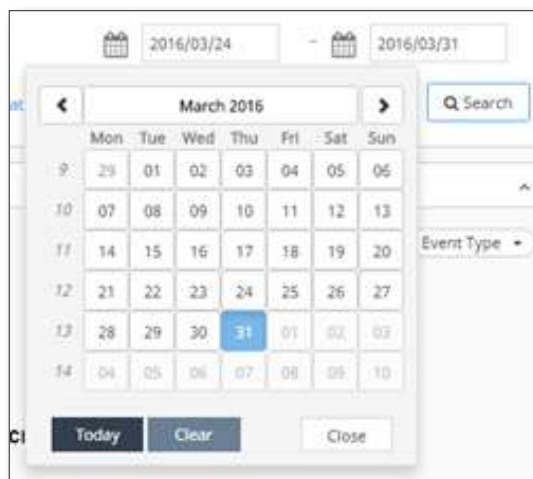 2016/03/24 - 2016/03/31
at
March 2016
Search
Mon Tue Wed Thu Fri Sat Sun
9 29 01 02 03 04 05 06
10 07 08 09 10 11 12 13
Event Type
11 14 15 16 17 18 19 20
12 21 22 23 24 25 26 27
13 28 29 30 31 01 02 03
14 04 05 06 07 08 09 10
Cl
Today Clear Close